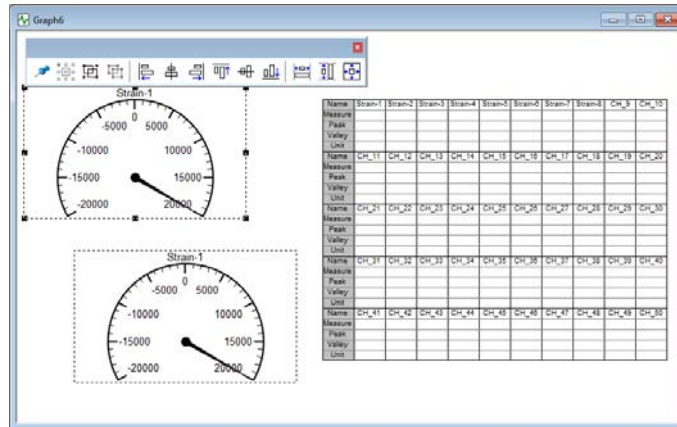 Graph6
Strain-1
0
-5000 5000
-10000 10000
-15000 15000
-20000 20000
Strain-1
0
-5000 5000
-10000 10000
-15000 15000
-20000 20000
Name Strain-1 Strain-2 Strain-3 Strain-4 Strain-5 Strain-6 Strain-7 Strain-8 CH_9 CH_10
Measure
Peak
Valley
Unit
Name CH_11 CH_12 CH_13 CH_14 CH_15 CH_16 CH_17 CH_18 CH_19 CH_20
Measure
Peak
Valley
Unit
Name CH_21 CH_22 CH_23 CH_24 CH_25 CH_26 CH_27 CH_28 CH_29 CH_30
Measure
Peak
Valley
Unit
Name CH_31 CH_32 CH_33 CH_34 CH_35 CH_36 CH_37 CH_38 CH_39 CH_40
Measure
Peak
Valley
Unit
Name CH_41 CH_42 CH_43 CH_44 CH_45 CH_46 CH_47 CH_48 CH_49 CH_50
Measure
Peak
Valley
Unit